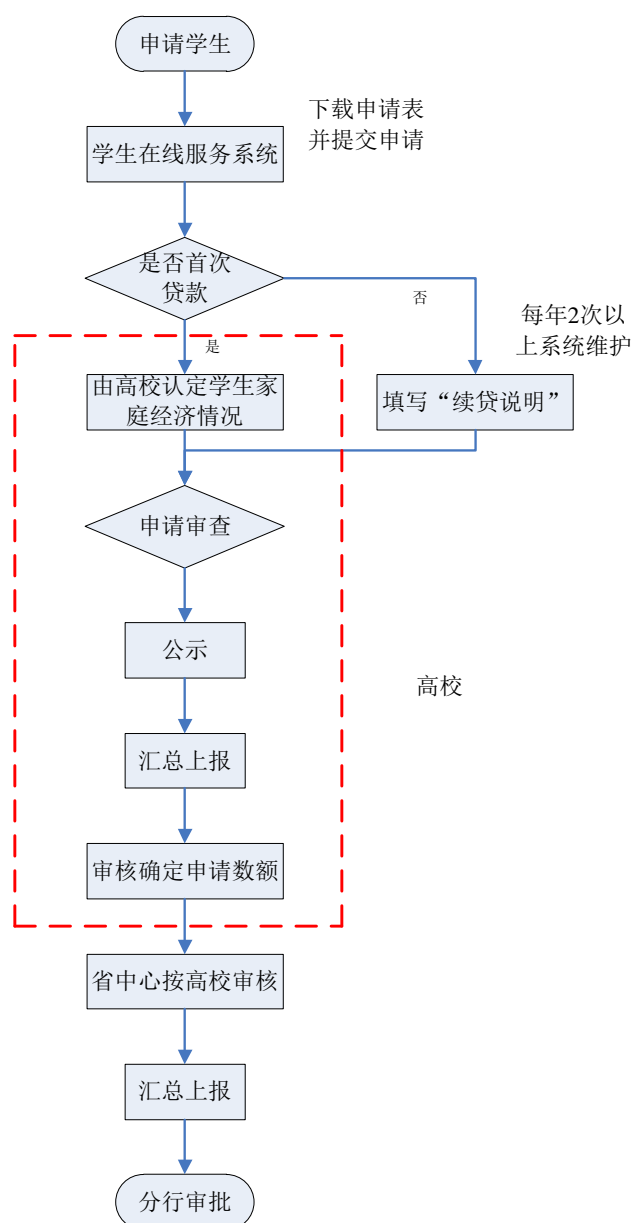 申请学生
下载申请表
并提交申请
学生在线服务系统
是否首次
贷款
否
每年2次以
上系统维护
是
由高校认定学生家
庭经济情况
填写“续贷说明”
申请审查
公示
高校
汇总上报
审核确定申请数额
省中心按高校审核
汇总上报
分行审批